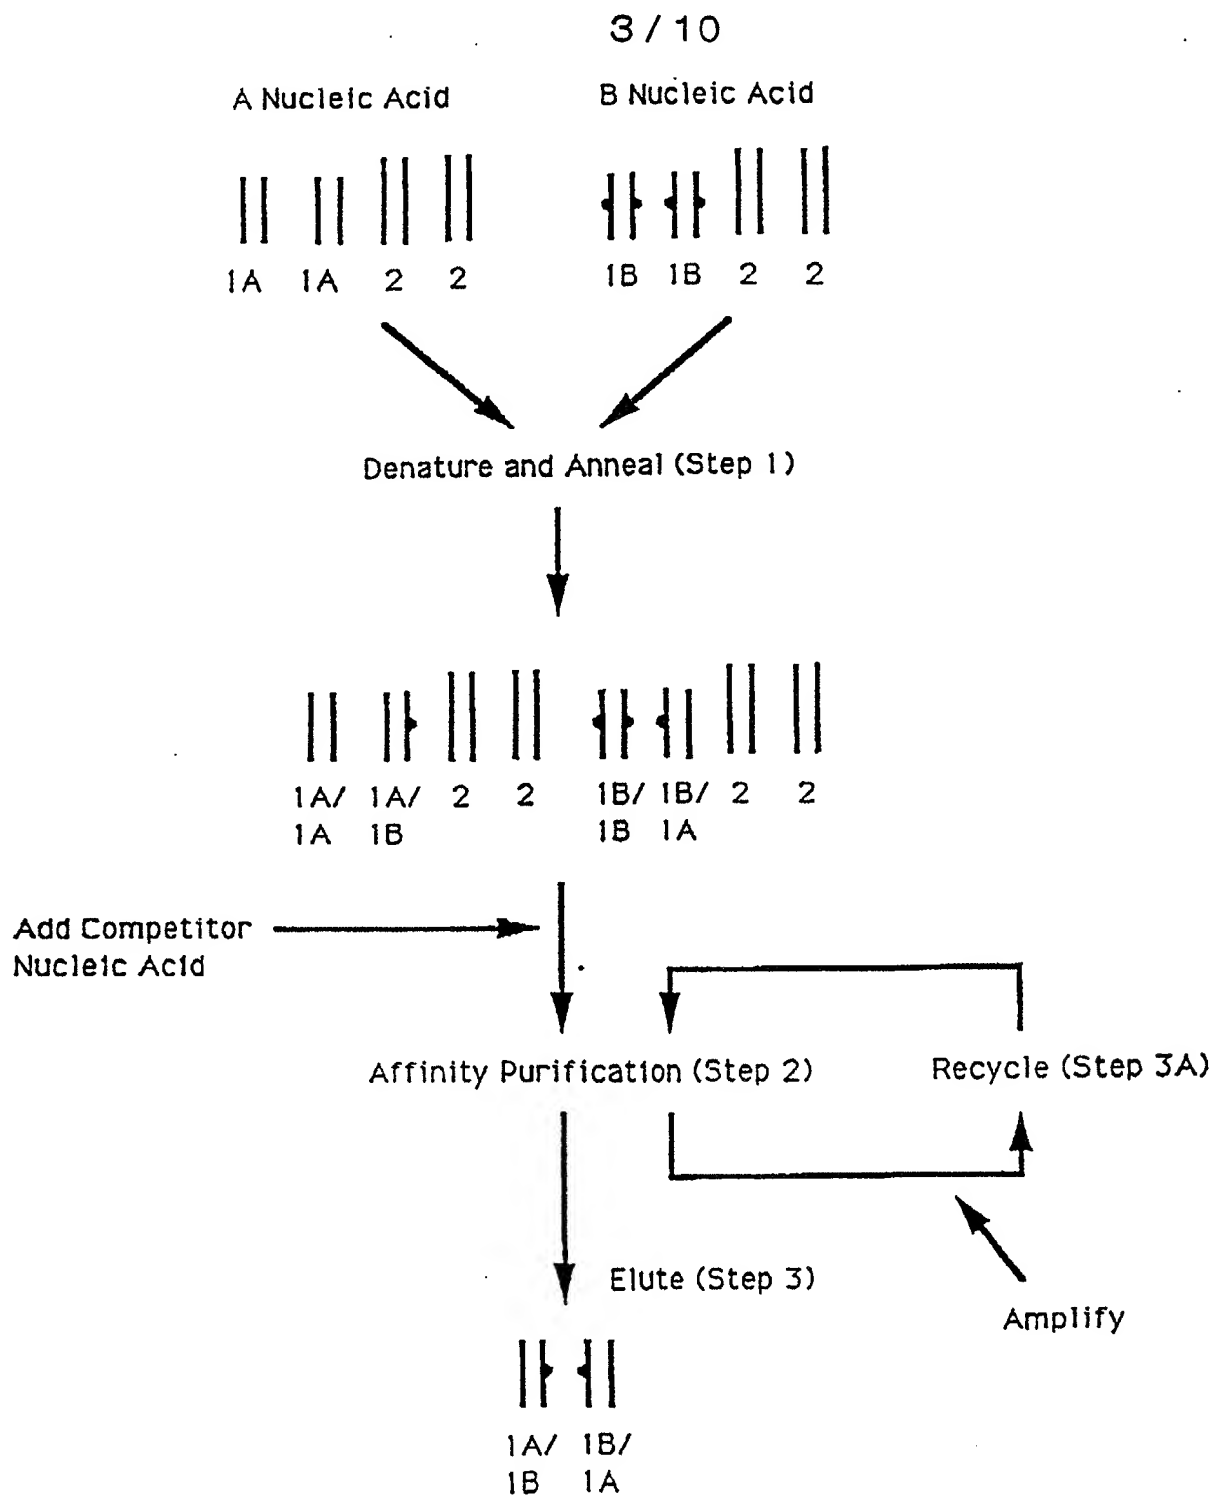 3/10
A Nucleic Acid
B Nucleic Acid
1A 1A 2 2
1B 1B 2 2
Denature and Anneal (Step 1)
1A/ 1A/ 2 2 1B/ 1B/ 2 2
1A 1B 1B 1A
Add Competitor
Nucleic Acid
Affinity Purification (Step 2)
Recycle (Step 3A)
Elute (Step 3)
Amplify
1A/ 1B/
1B 1A